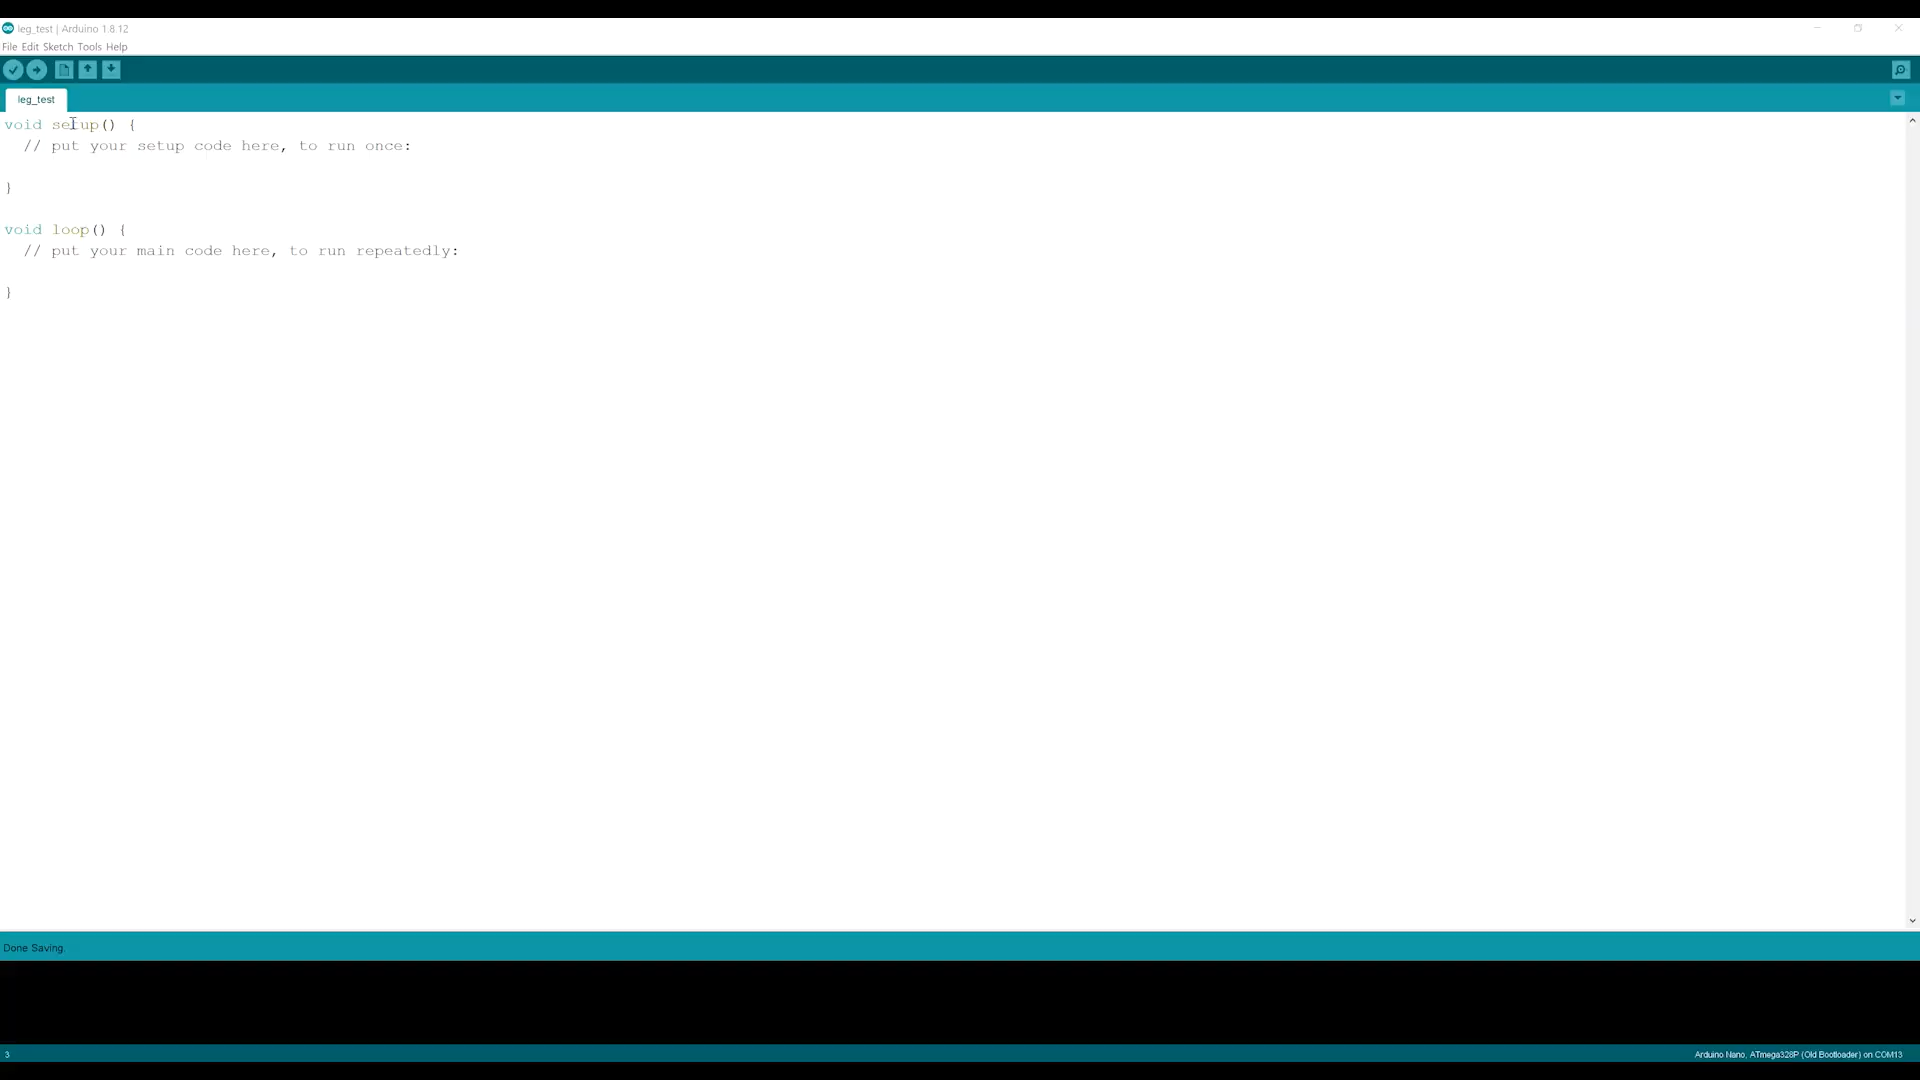 leg_test | Arduino 1.8.12
File Edit Sketch Tools Help
leg_test
void setup() {
// put your setup code here, to run once:
}
void loop() {
// put your main code here, to run repeatedly:
}
Done Saving.
3
Arduino Nano, ATmega328P (Old Bootloader) on COM13